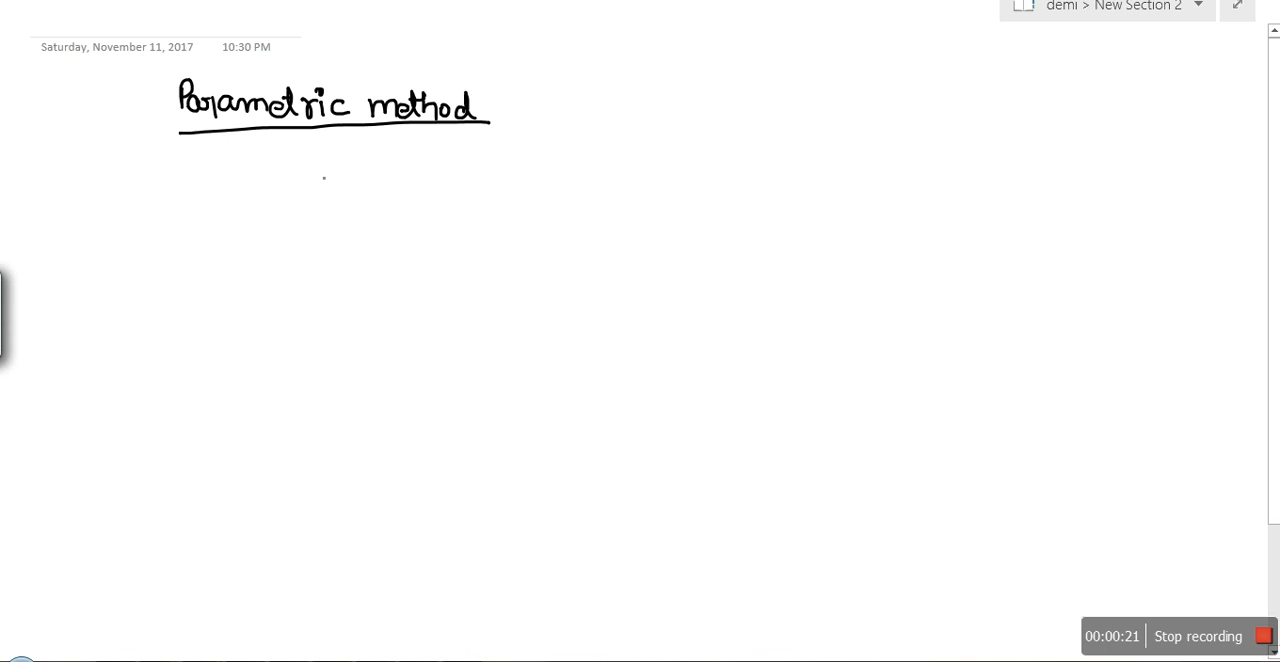 demi > New Section 2
Saturday, November 11, 2017 10:30 PM
Parametric method
00:00:21 Stop recording